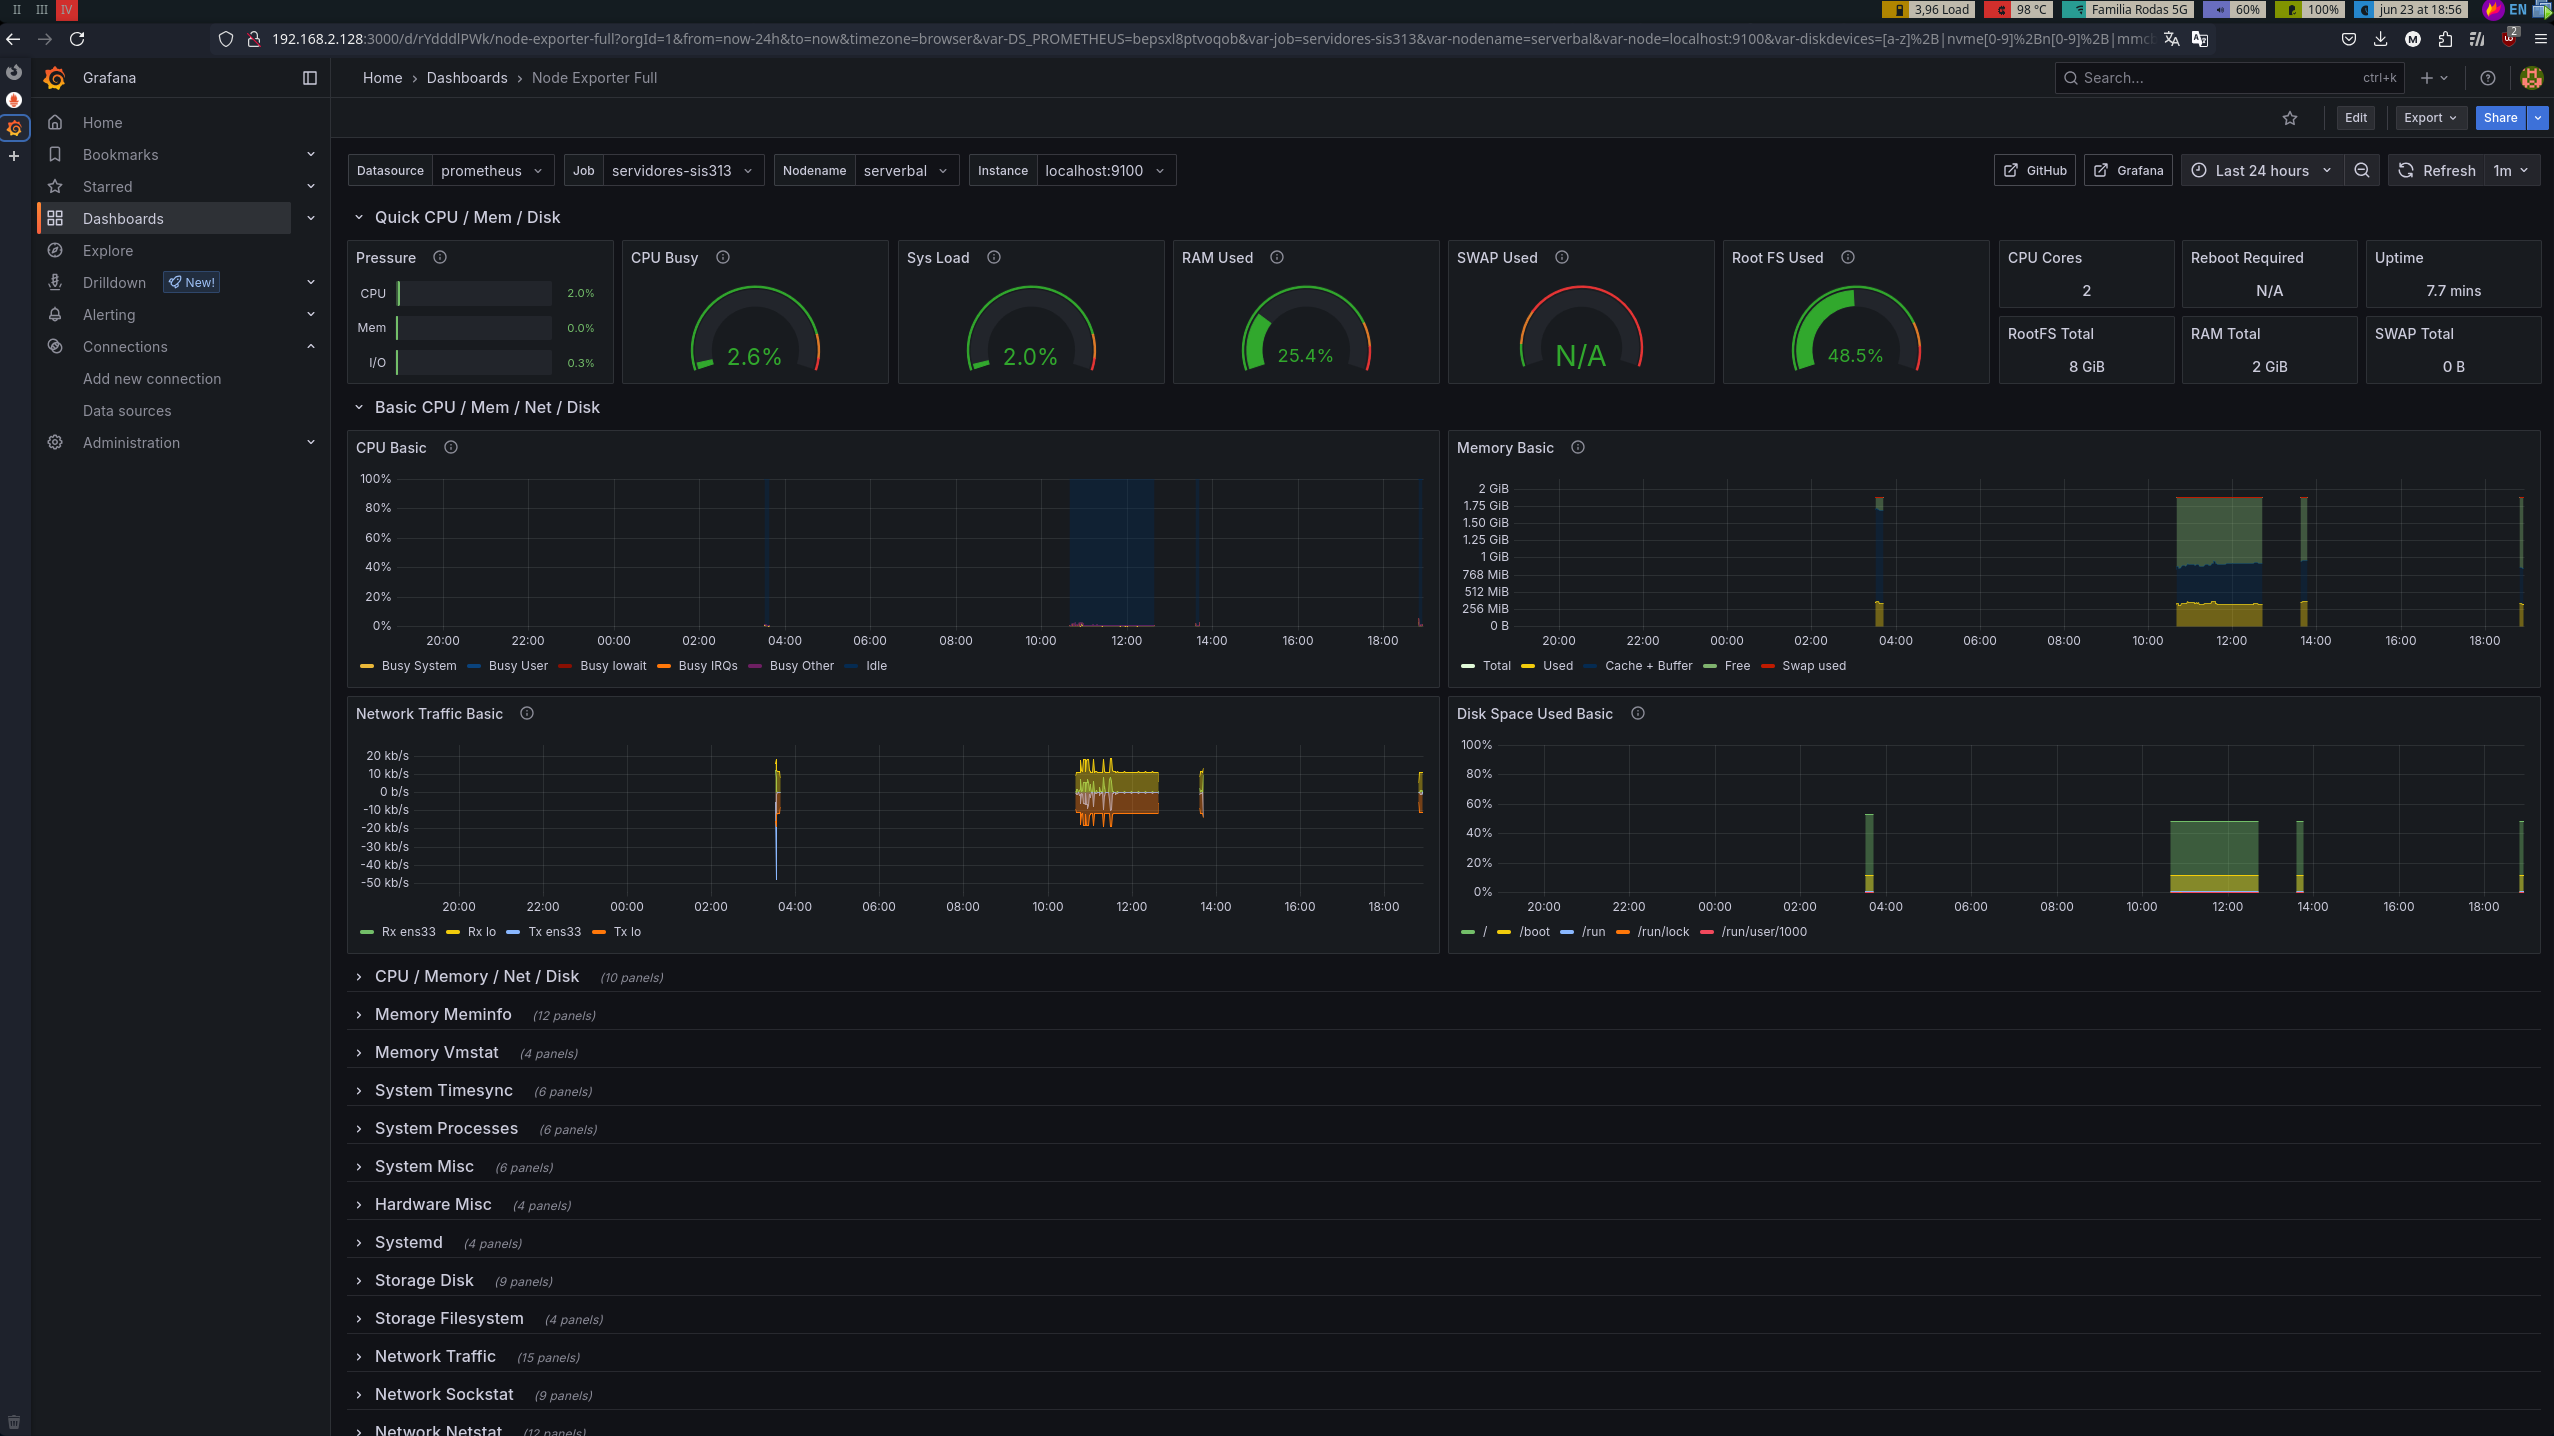 II III IV 3,96 Load 98 °C Familia Rodas 5G 60% 100% jun 23 at 18:56 EN
192.168.2.128:3000/d/rYdddlPWk/node-exporter-full?orgId=1&from=now-24h&to=now&timezone=browser&var-DS_PROMETHEUS=bepsxl8ptvoqob&var-job=servidores-sis313&var-nodename=serverbal&var-node=localhost:9100&var-diskdevices=[a-z]%2B|nvme[0-9]%2Bn[0-9]%2B|mmcb 2
Grafana
Home › Dashboards › Node Exporter Full
Search... ctrl+k
Edit Export Share
Home
Bookmarks
Starred
Dashboards
Explore
Drilldown New!
Alerting
Connections
Add new connection
Data sources
Administration
Datasource prometheus Job servidores-sis313 Nodename serverbal Instance localhost:9100
GitHub Grafana Last 24 hours Refresh 1m
Quick CPU / Mem / Disk
Pressure
CPU 2.0%
Mem 0.0%
I/O 0.3%
CPU Busy
2.6%
Sys Load
2.0%
RAM Used
25.4%
SWAP Used
N/A
Root FS Used
48.5%
CPU Cores
2
Reboot Required
N/A
Uptime
7.7 mins
RootFS Total
8 GiB
RAM Total
2 GiB
SWAP Total
0 B
Basic CPU / Mem / Net / Disk
CPU Basic
100%
80%
60%
40%
20%
0%
20:00 22:00 00:00 02:00 04:00 06:00 08:00 10:00 12:00 14:00 16:00 18:00
Busy System Busy User Busy Iowait Busy IRQs Busy Other Idle
Memory Basic
2 GiB
1.75 GiB
1.50 GiB
1.25 GiB
1 GiB
768 MiB
512 MiB
256 MiB
0 B
20:00 22:00 00:00 02:00 04:00 06:00 08:00 10:00 12:00 14:00 16:00 18:00
Total Used Cache + Buffer Free Swap used
Network Traffic Basic
20 kb/s
10 kb/s
0 b/s
-10 kb/s
-20 kb/s
-30 kb/s
-40 kb/s
-50 kb/s
20:00 22:00 00:00 02:00 04:00 06:00 08:00 10:00 12:00 14:00 16:00 18:00
Rx ens33 Rx lo Tx ens33 Tx lo
Disk Space Used Basic
100%
80%
60%
40%
20%
0%
20:00 22:00 00:00 02:00 04:00 06:00 08:00 10:00 12:00 14:00 16:00 18:00
/ /boot /run /run/lock /run/user/1000
CPU / Memory / Net / Disk (10 panels)
Memory Meminfo (12 panels)
Memory Vmstat (4 panels)
System Timesync (6 panels)
System Processes (6 panels)
System Misc (6 panels)
Hardware Misc (4 panels)
Systemd (4 panels)
Storage Disk (9 panels)
Storage Filesystem (4 panels)
Network Traffic (15 panels)
Network Sockstat (9 panels)
Network Netstat (12 panels)